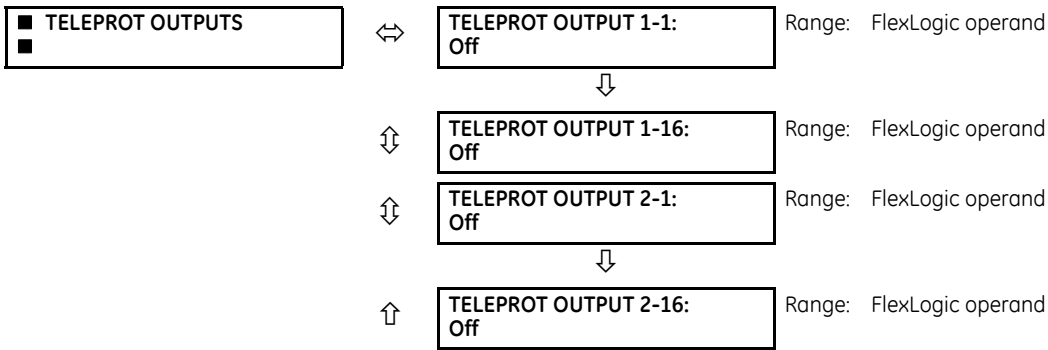 ■ TELEPROT OUTPUTS
■
TELEPROT OUTPUT 1-1:
Off
Range: FlexLogic operand
TELEPROT OUTPUT 1-16:
Off
Range: FlexLogic operand
TELEPROT OUTPUT 2-1:
Off
Range: FlexLogic operand
TELEPROT OUTPUT 2-16:
Off
Range: FlexLogic operand